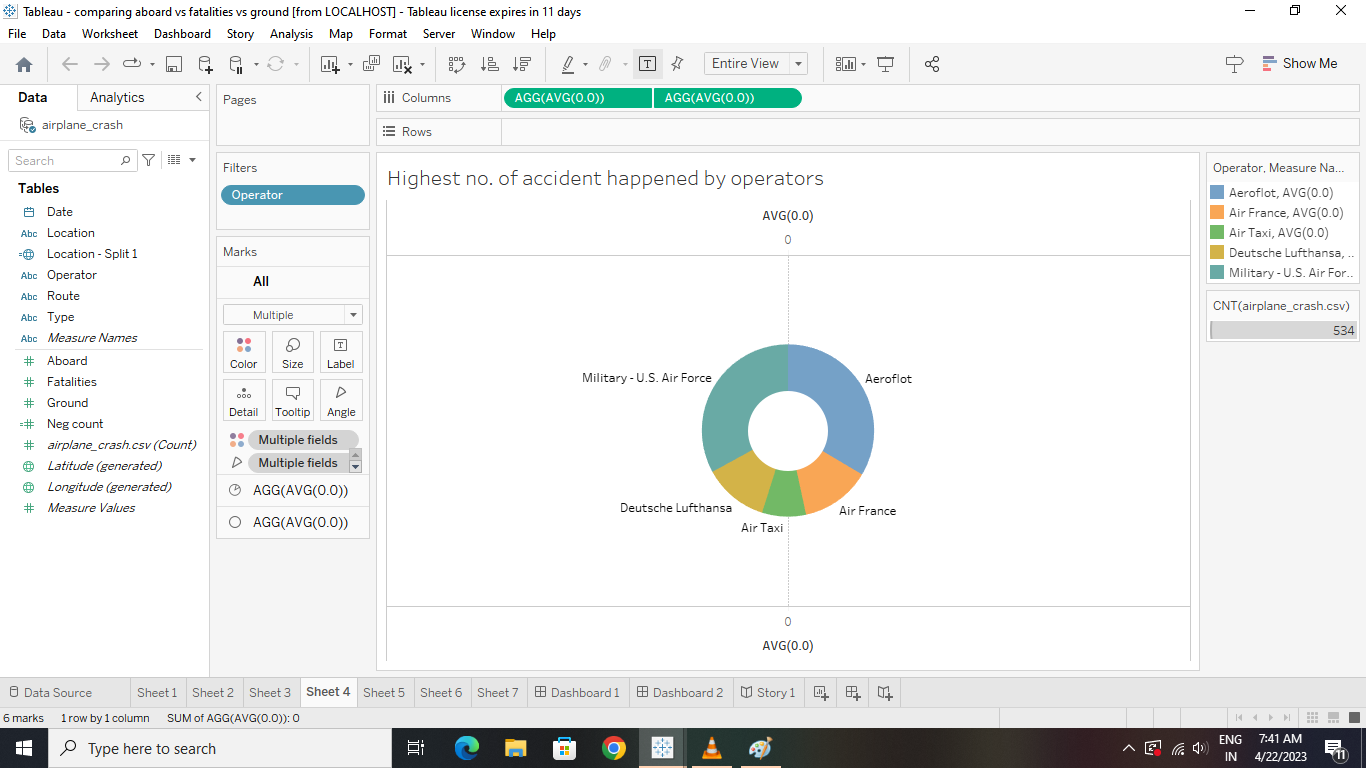 Tableau - comparing aboard vs fatalities vs ground [from LOCALHOST] - Tableau license expires in 11 days
File Data Worksheet Dashboard Story Analysis Map Format Server Window Help
Entire View
Show Me
Data Analytics
airplane_crash
Search
Tables
Date
Abc Location
Location - Split 1
Abc Operator
Abc Route
Abc Type
Abc Measure Names
Aboard
Fatalities
Ground
Neg count
airplane_crash.csv (Count)
Latitude (generated)
Longitude (generated)
Measure Values
Pages
Filters
Operator
Marks
All
Multiple
Color Size Label
Detail Tooltip Angle
Multiple fields
Multiple fields
AGG(AVG(0.0))
AGG(AVG(0.0))
Columns AGG(AVG(0.0)) AGG(AVG(0.0))
Rows
Highest no. of accident happened by operators
AVG(0.0)
0
Military - U.S. Air Force
Aeroflot
Deutsche Lufthansa
Air France
Air Taxi
0
AVG(0.0)
Operator, Measure Na...
Aeroflot, AVG(0.0)
Air France, AVG(0.0)
Air Taxi, AVG(0.0)
Deutsche Lufthansa, ..
Military - U.S. Air For..
CNT(airplane_crash.csv)
534
Data Source Sheet 1 Sheet 2 Sheet 3 Sheet 4 Sheet 5 Sheet 6 Sheet 7 Dashboard 1 Dashboard 2 Story 1
6 marks 1 row by 1 column SUM of AGG(AVG(0.0)): 0
Type here to search
ENG
IN
7:41 AM
4/22/2023
11